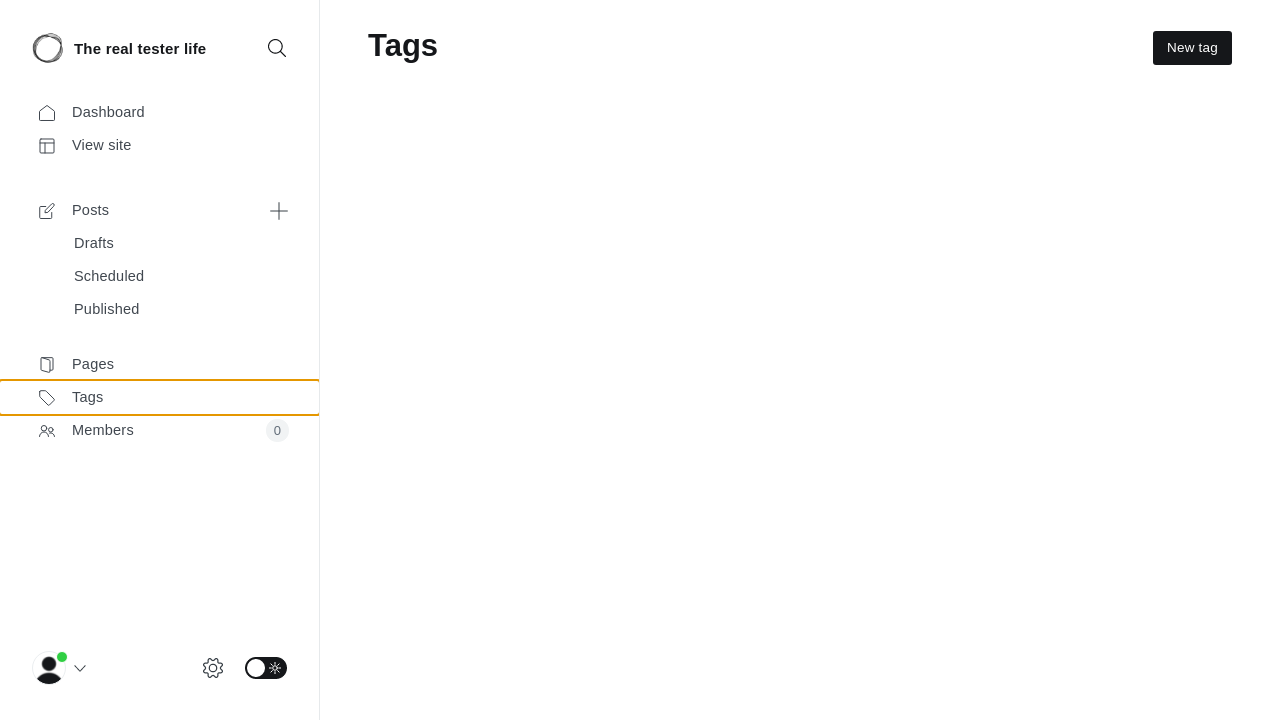 The real tester life
Dashboard
View site
Posts
Drafts
Scheduled
Published
Pages
Tags
Members
0
Tags
New tag